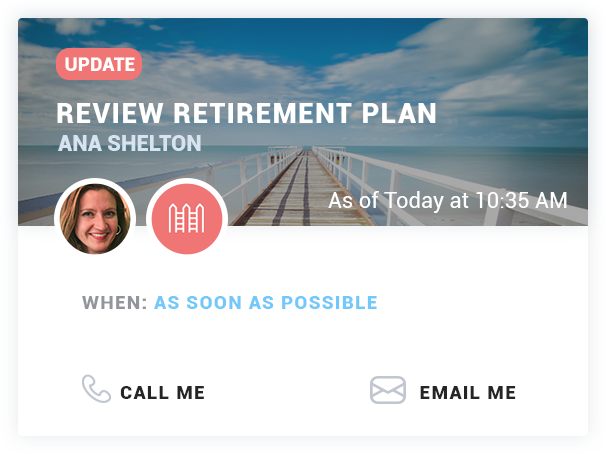 UPDATE
REVIEW RETIREMENT PLAN
ANA SHELTON
As of Today at 10:35 AM
WHEN: AS SOON AS POSSIBLE
CALL ME
EMAIL ME